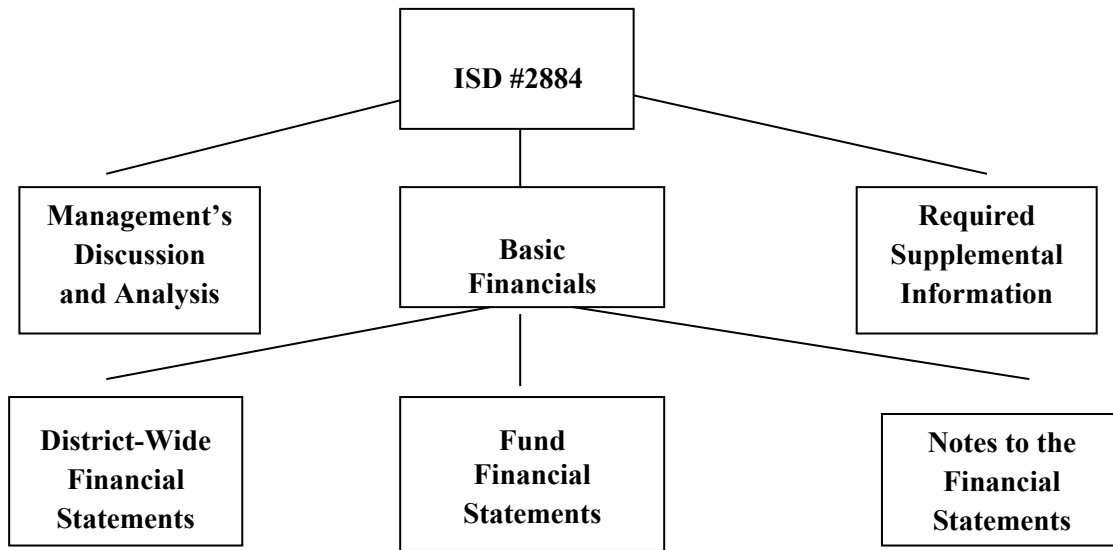 ISD #2884
Management’s
Discussion
and Analysis
Basic
Financials
Required
Supplemental
Information
District-Wide
Financial
Statements
Fund
Financial
Statements
Notes to the
Financial
Statements